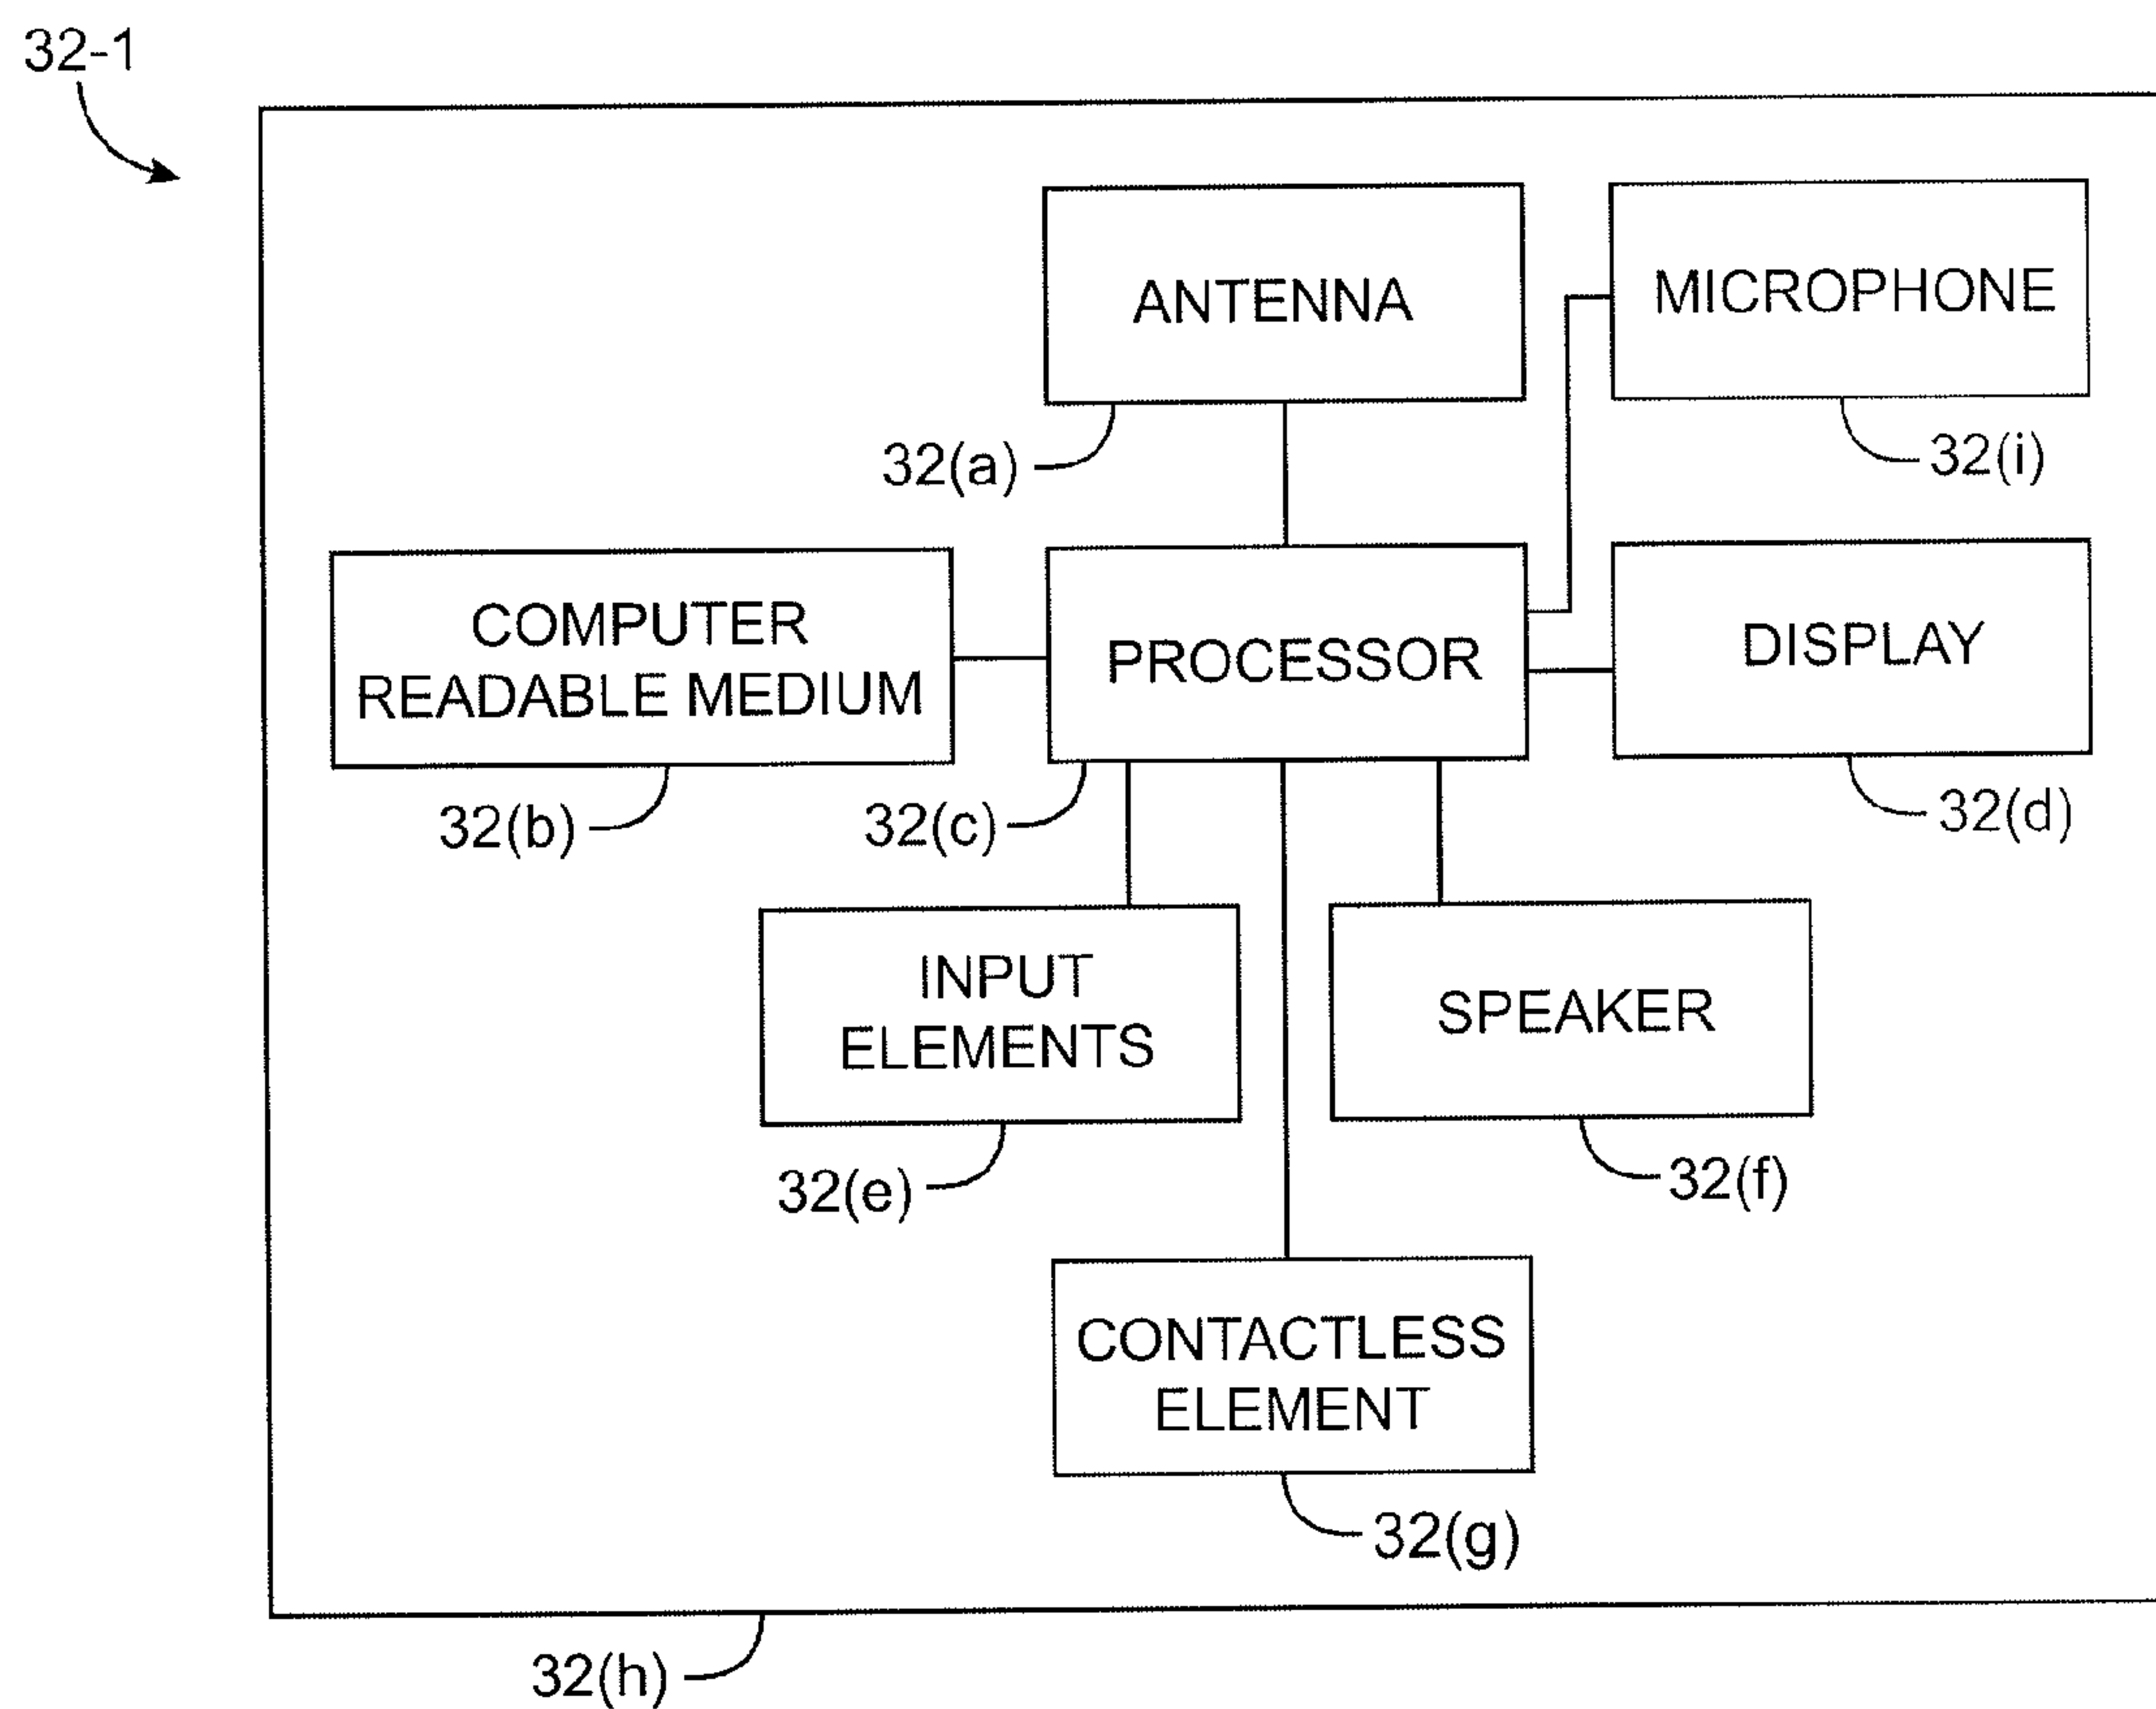 32-1
ANTENNA
MICROPHONE
32(a)
32(i)
COMPUTER
READABLE MEDIUM
PROCESSOR
DISPLAY
32(b)
32(c)
32(d)
INPUT
ELEMENTS
SPEAKER
32(e)
32(f)
CONTACTLESS
ELEMENT
32(g)
32(h)